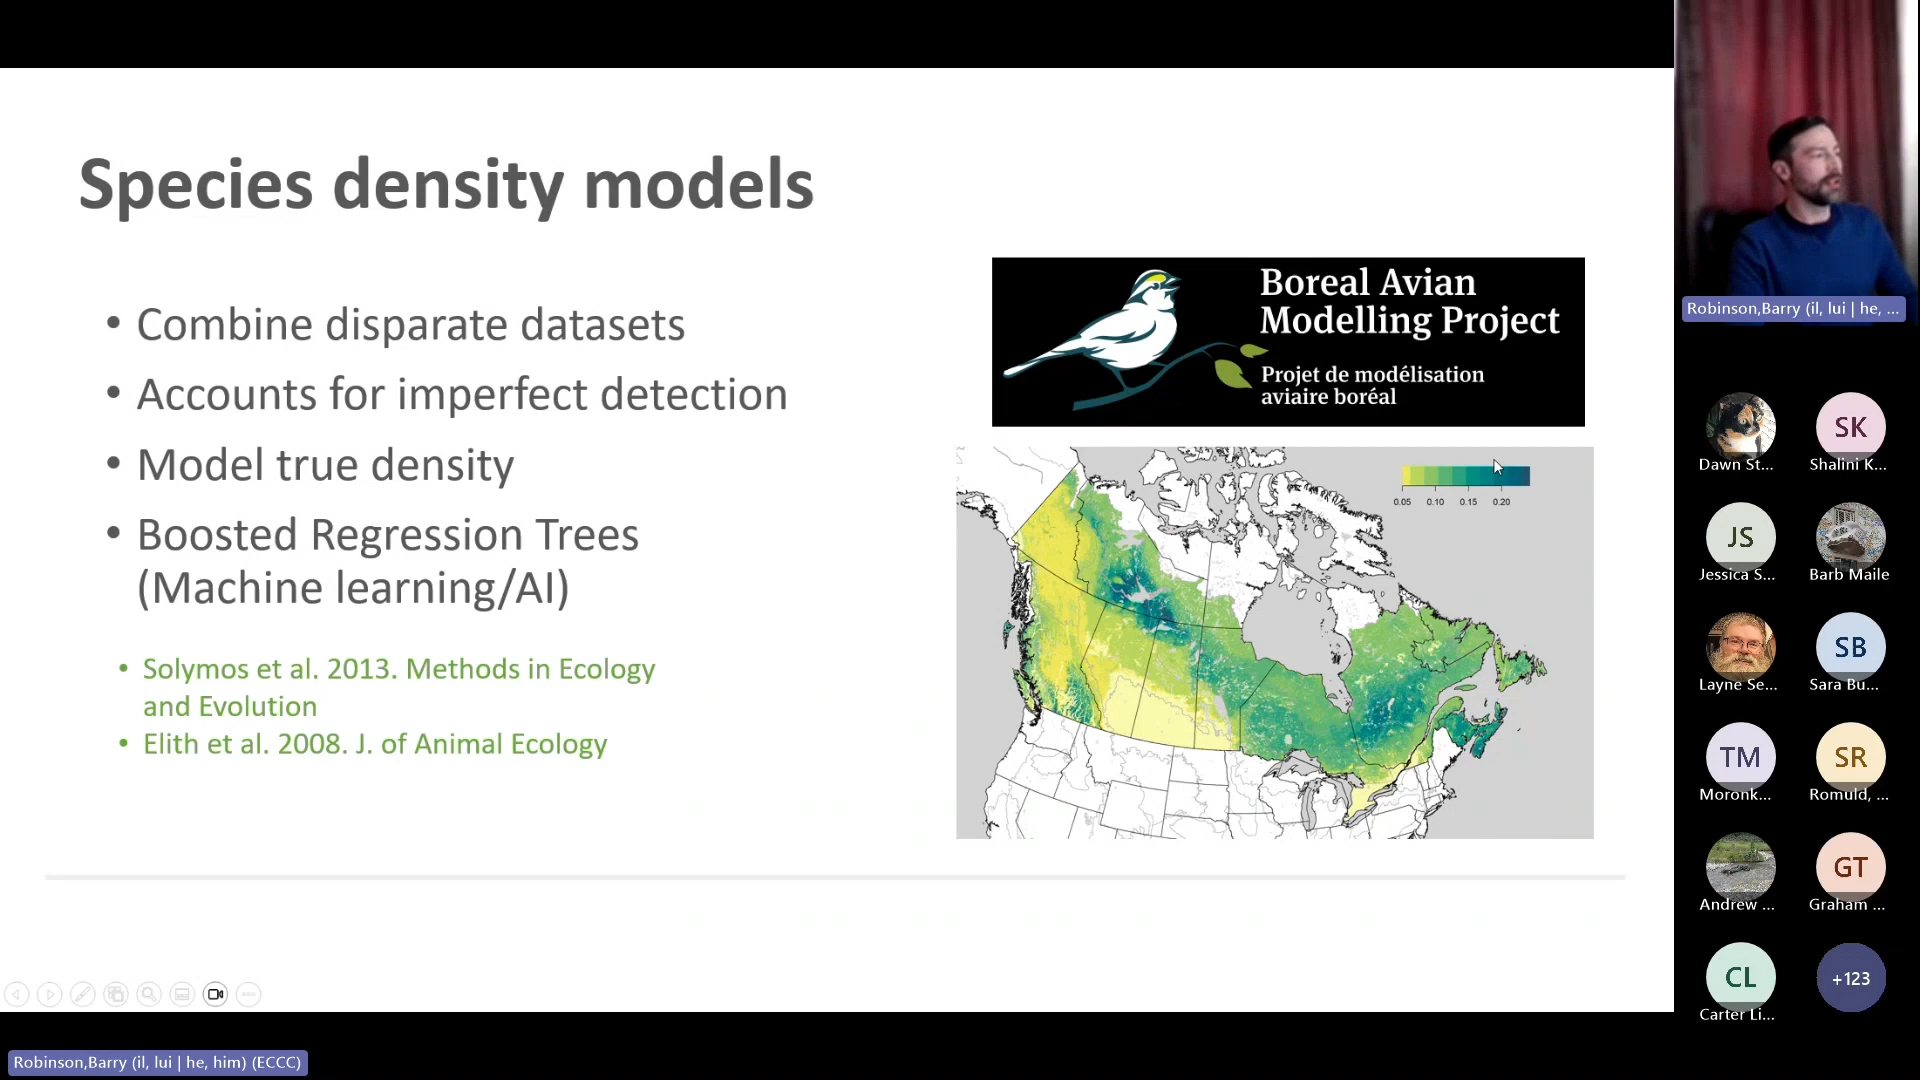 Species density models
• Combine disparate datasets
• Accounts for imperfect detection
• Model true density
• Boosted Regression Trees
(Machine learning/AI)
• Solymos et al. 2013. Methods in Ecology
and Evolution
• Elith et al. 2008. J. of Animal Ecology
Boreal Avian
Modelling Project
Projet de modélisation
aviaire boréal
0.05 0.10 0.15 0.20
Robinson,Barry (il, lui | he, ...
Dawn St...
SK
Shalini K...
JS
Jessica S...
Barb Maile
Layne Se...
SB
Sara Bu...
TM
Moronk...
SR
Romuld, ...
Andrew ...
GT
Graham ...
CL
Carter Li...
+123
Robinson,Barry (il, lui | he, him) (ECCC)